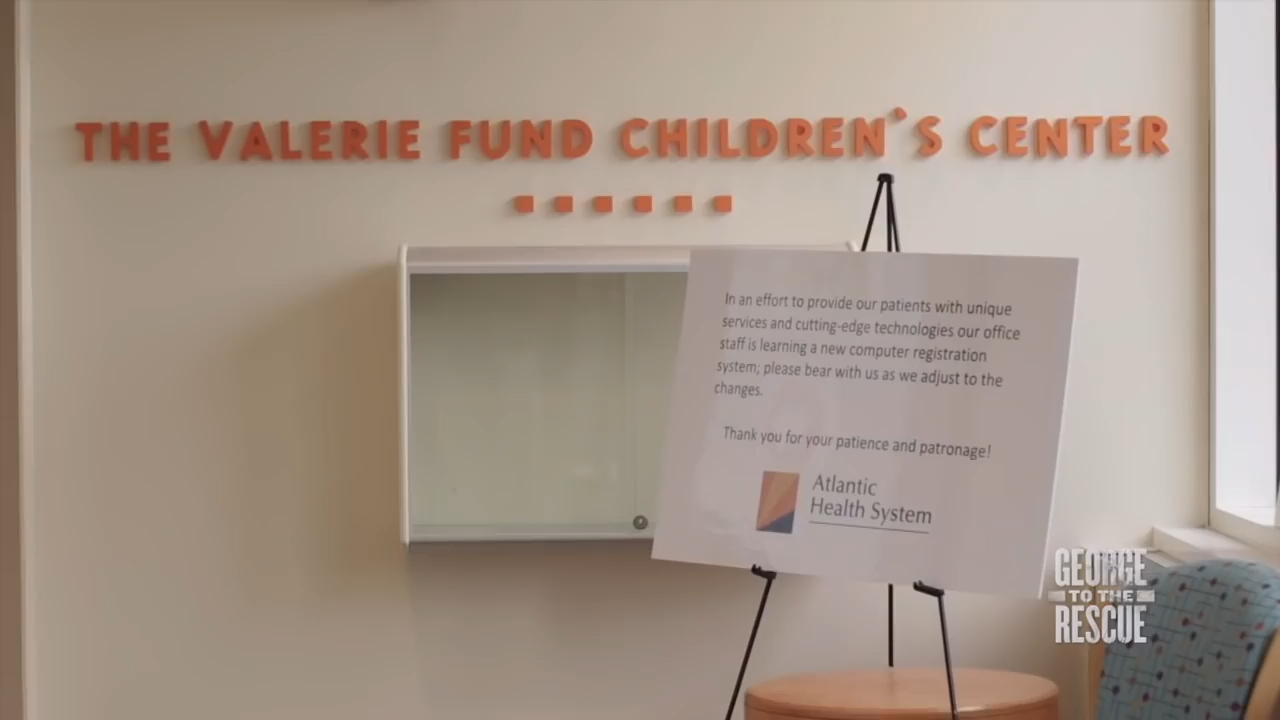 THE VALERIE FUND CHILDREN'S CENTER
In an effort to provide our patients with unique
services and cutting-edge technologies our office
staff is learning a new computer registration
system; please bear with us as we adjust to the
changes.
Thank you for your patience and patronage!
Atlantic
Health System
GEORGE
TO THE
RESCUE